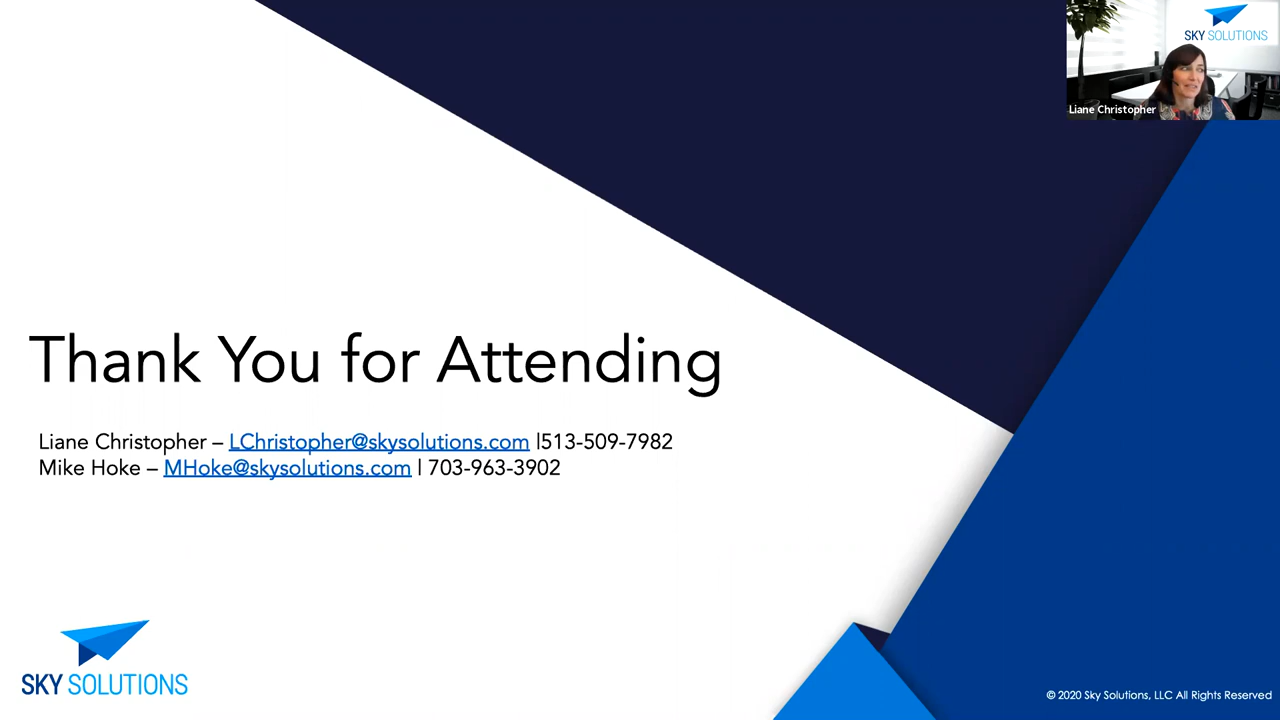 SKY SOLUTIONS
Liane Christopher
Thank You for Attending
Liane Christopher – LChristopher@skysolutions.com |513-509-7982
Mike Hoke – MHoke@skysolutions.com | 703-963-3902
SKY SOLUTIONS
© 2020 Sky Solutions, LLC All Rights Reserved